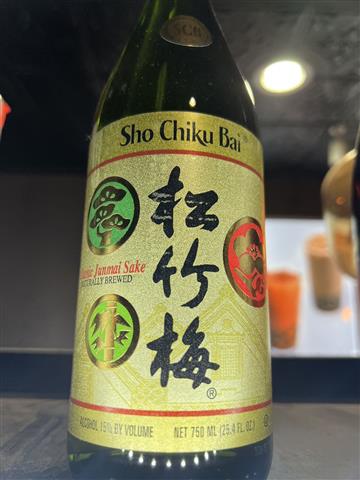 SCB
Sho Chiku Bai®
松竹梅®
Classic Junmai Sake
NATURALLY BREWED
ALCOHOL 15% BY VOLUME
NET 750 ML (25.4 FL. OZ.)